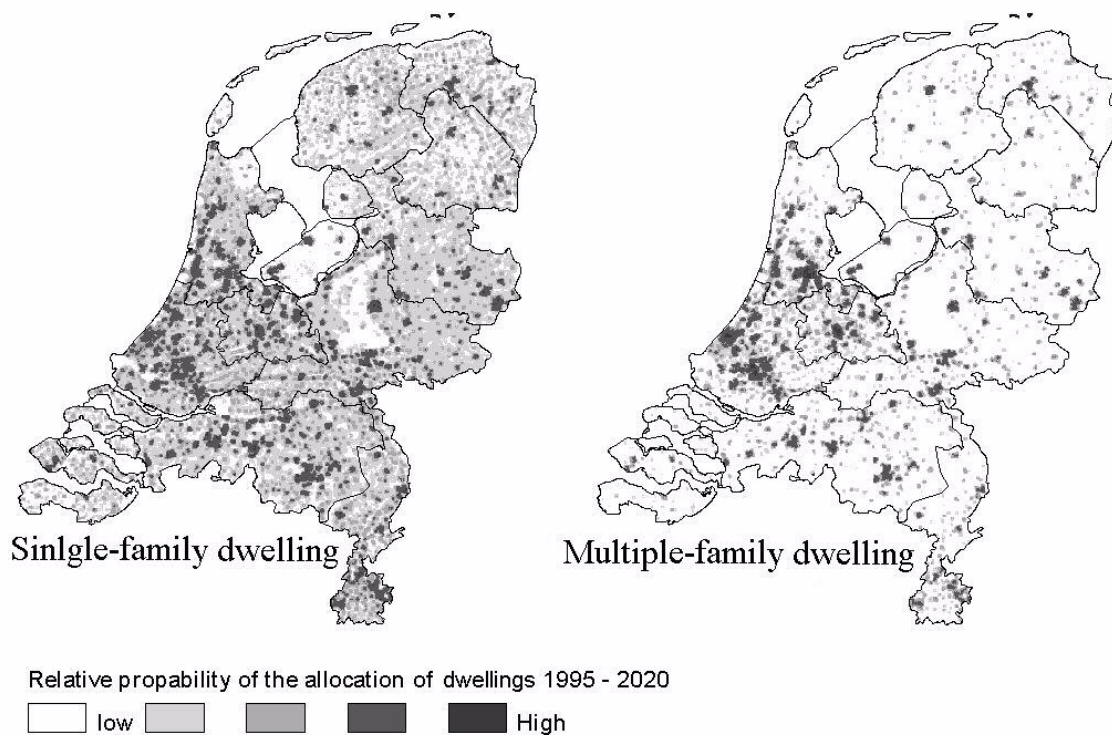 Sinlgle-family dwelling
Multiple-family dwelling
Relative propability of the allocation of dwellings 1995 - 2020
low High